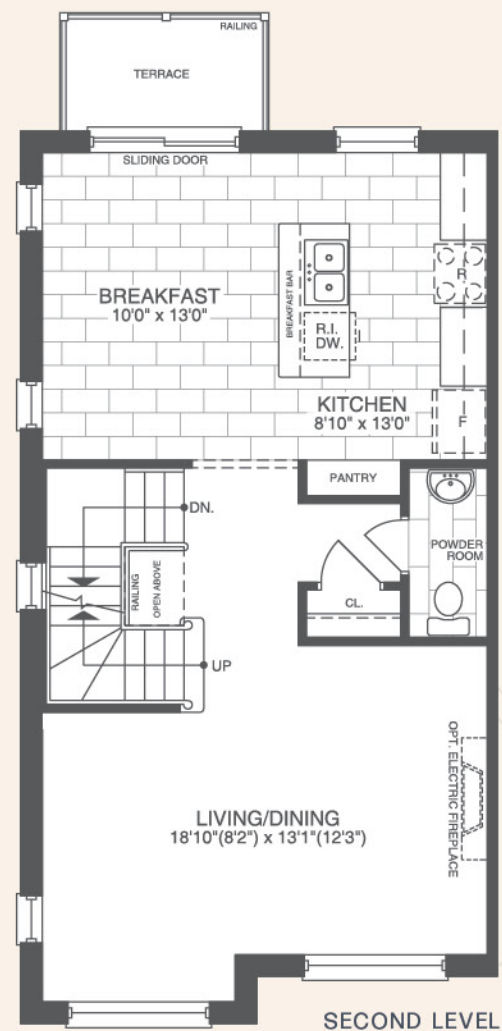 RAILING
TERRACE
SLIDING DOOR
BREAKFAST
10'0" x 13'0"
BREAKFAST BAR
R.I.
DW.
R
KITCHEN
8'10" x 13'0"
F
PANTRY
DN.
POWDER
ROOM
RAILING
OPEN ABOVE
CL.
UP
LIVING/DINING
18'10"(8'2") x 13'1"(12'3")
OPT. ELECTRIC
FIREPLACE
SECOND LEVEL